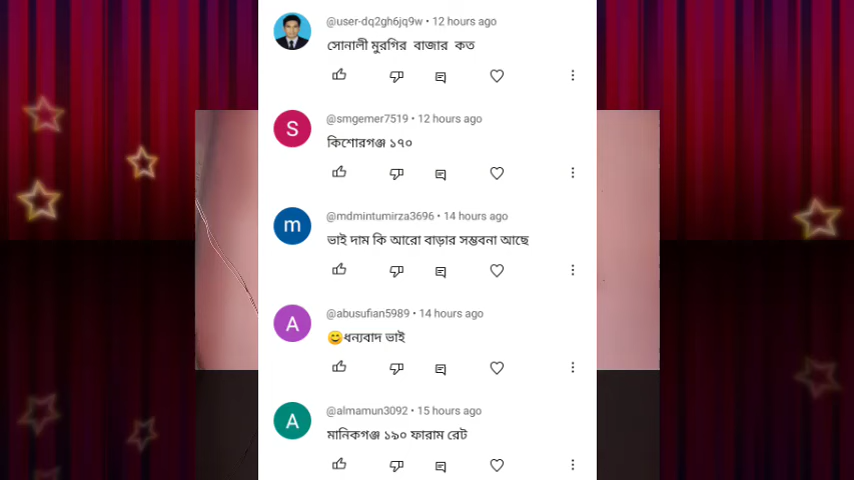 @user-dq2gh6jq9w • 12 hours ago
সোনালী মুরগির বাজার কত
S
@smgemer7519 • 12 hours ago
কিশোরগঞ্জ ১৭০
m
@mdmintumirza3696 • 14 hours ago
ভাই দাম কি আরো বাড়ার সম্ভবনা আছে
A
@abusufian5989 • 14 hours ago
😊ধন্যবাদ ভাই
A
@almamun3092 • 15 hours ago
মানিকগঞ্জ ১৯০ ফারাম রেট